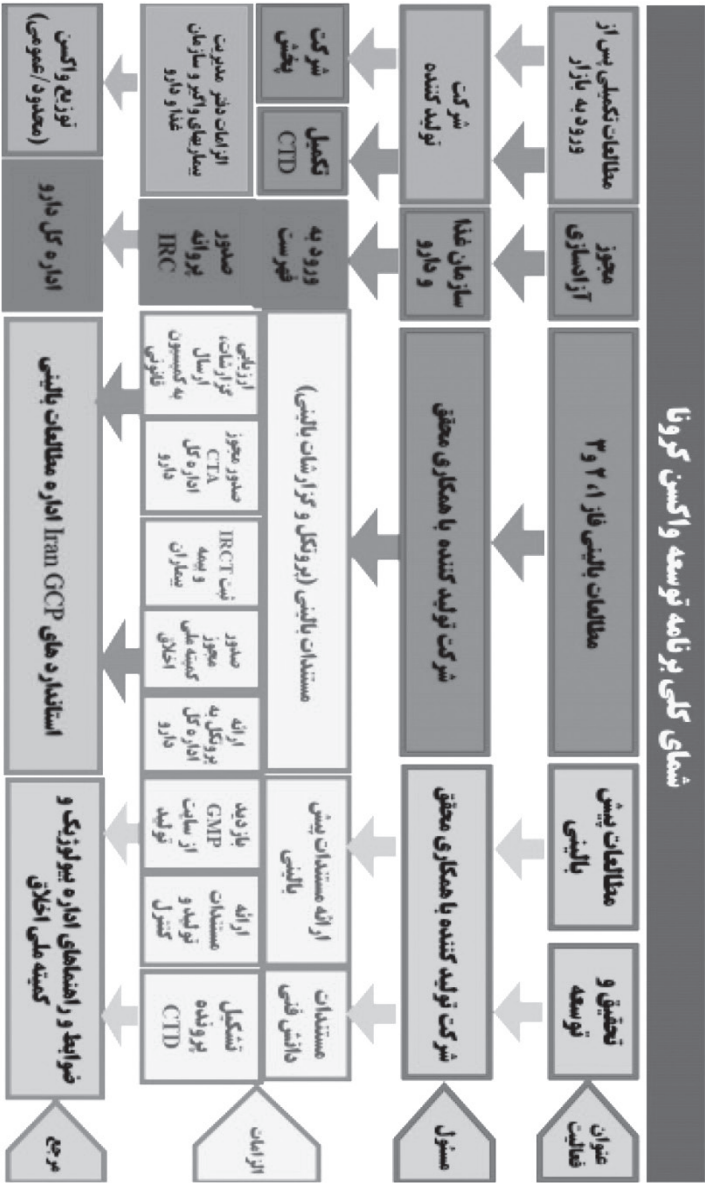 شمای کلی برنامه توسعه واکسن کرونا
عنوان
فعالیت
تحقیق و
توسعه
مطالعات پیش
بالینی
مطالعات بالینی فاز ۱، ۲ و ۳
مجوز
آزادسازی
مطالعات تکمیلی پس از
ورود به بازار
مسئول
شرکت تولید کننده با همکاری محقق
شرکت تولید کننده با همکاری محقق
سازمان غذا
و دارو
شرکت
تولید کننده
الزامات
مستندات
دانش فنی
ارائه مستندات پیش
بالینی
مستندات بالینی (پروتکل و گزارشات بالینی)
ورود به
فهرست
تکمیل
CTD
شرکت
پخش
تشکیل
پرونده
CTD
ارائه
مستندات
تولید و
کنترل
بازدید
GMP
از سایت
تولید
ارائه
پروتکل به
اداره کل
دارو
صدور
مجوز
کمیته ملی
اخلاق
ثبت IRCT
و بیمه
بیماران
صدور مجوز
CTA
اداره کل
دارو
ارزیابی
گزارشات،
ارسال
به کمیسیون
قانونی
صدور
پروانه
IRC
الزامات دفتر مدیریت
بیماریهای واگیر و سازمان
غذا و دارو
مرجع
ضوابط و راهنماهای اداره بیولوژیک و
کمیته ملی اخلاق
استانداردهای Iran GCP اداره مطالعات بالینی
اداره کل دارو
توزیع واکسن
(محدود/عمومی)